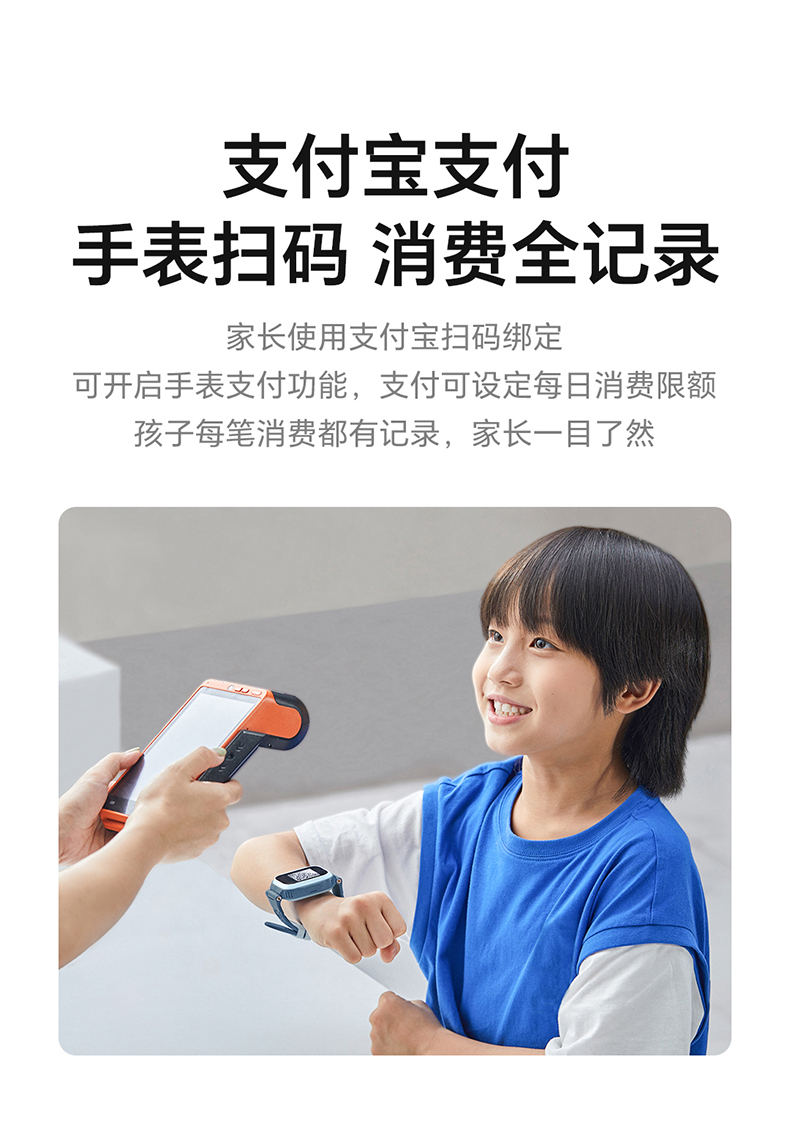 支付宝支付
手表扫码 消费全记录
家长使用支付宝扫码绑定
可开启手表支付功能，支付可设定每日消费限额
孩子每笔消费都有记录，家长一目了然